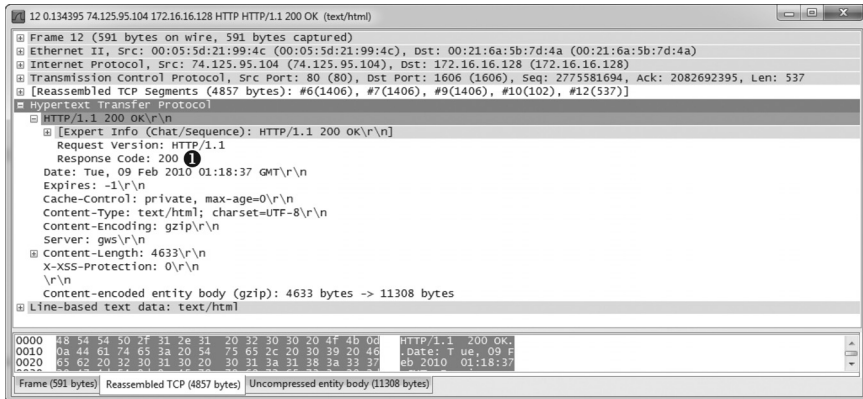 12 0.134395 74.125.95.104 172.16.16.128 HTTP HTTP/1.1 200 OK (text/html)
Frame 12 (591 bytes on wire, 591 bytes captured)
Ethernet II, Src: 00:05:5d:21:99:4c (00:05:5d:21:99:4c), Dst: 00:21:6a:5b:7d:4a (00:21:6a:5b:7d:4a)
Internet Protocol, Src: 74.125.95.104 (74.125.95.104), Dst: 172.16.16.128 (172.16.16.128)
Transmission Control Protocol, Src Port: 80 (80), Dst Port: 1606 (1606), Seq: 2775581694, Ack: 2082692395, Len: 537
[Reassembled TCP Segments (4857 bytes): #6(1406), #7(1406), #9(1406), #10(102), #12(537)]
Hypertext Transfer Protocol
HTTP/1.1 200 OK\r\n
[Expert Info (Chat/Sequence): HTTP/1.1 200 OK\r\n]
Request Version: HTTP/1.1
Response Code: 200 ❶
Date: Tue, 09 Feb 2010 01:18:37 GMT\r\n
Expires: -1\r\n
Cache-Control: private, max-age=0\r\n
Content-Type: text/html; charset=UTF-8\r\n
Content-Encoding: gzip\r\n
Server: gws\r\n
Content-Length: 4633\r\n
X-XSS-Protection: 0\r\n
\r\n
Content-encoded entity body (gzip): 4633 bytes -> 11308 bytes
Line-based text data: text/html
0000 48 54 54 50 2f 31 2e 31 20 32 30 30 20 4f 4b 0d HTTP/1.1 200 OK.
0010 0a 44 61 74 65 3a 20 54 75 65 2c 20 30 39 20 46 .Date: T ue, 09 F
0020 65 62 20 32 30 31 30 20 30 31 3a 31 38 3a 33 37 eb 2010 01:18:37
Frame (591 bytes) Reassembled TCP (4857 bytes) Uncompressed entity body (11308 bytes)